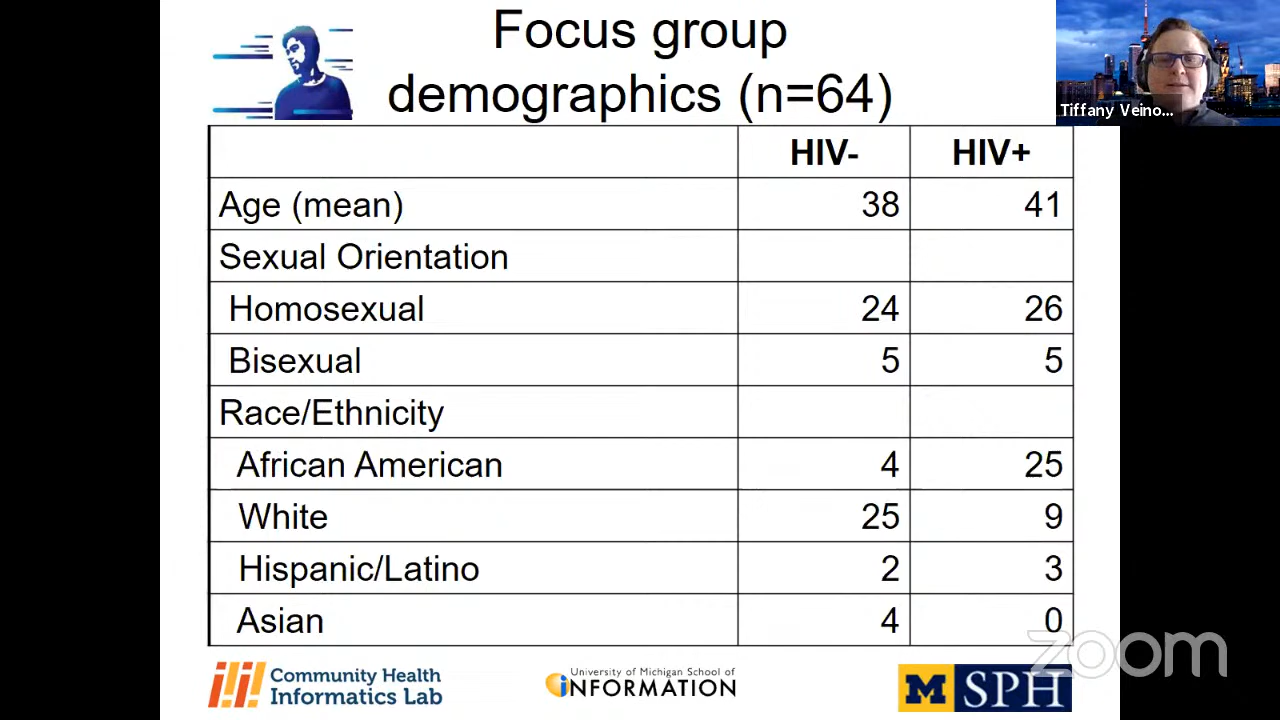 Focus group
demographics (n=64)
Tiffany Veino...
HIV- HIV+
Age (mean) 38 41
Sexual Orientation
Homosexual 24 26
Bisexual 5 5
Race/Ethnicity
African American 4 25
White 25 9
Hispanic/Latino 2 3
Asian 4 0
zoom
Community Health
Informatics Lab
University of Michigan School of
iNFORMATION
M SPH